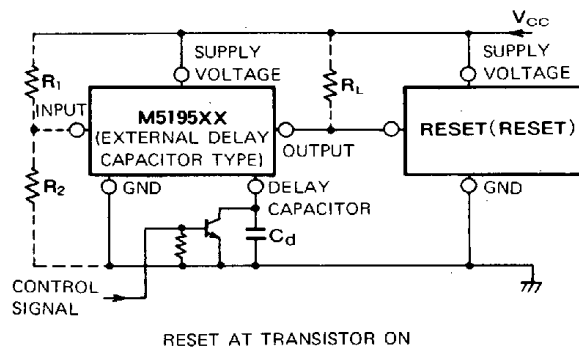 VCC
SUPPLY
VOLTAGE
SUPPLY
VOLTAGE
R1
RL
INPUT
M5195XX
(EXTERNAL DELAY
CAPACITOR TYPE)
OUTPUT
RESET(RESET)
R2
GND
DELAY
CAPACITOR
GND
Cd
CONTROL
SIGNAL
RESET AT TRANSISTOR ON